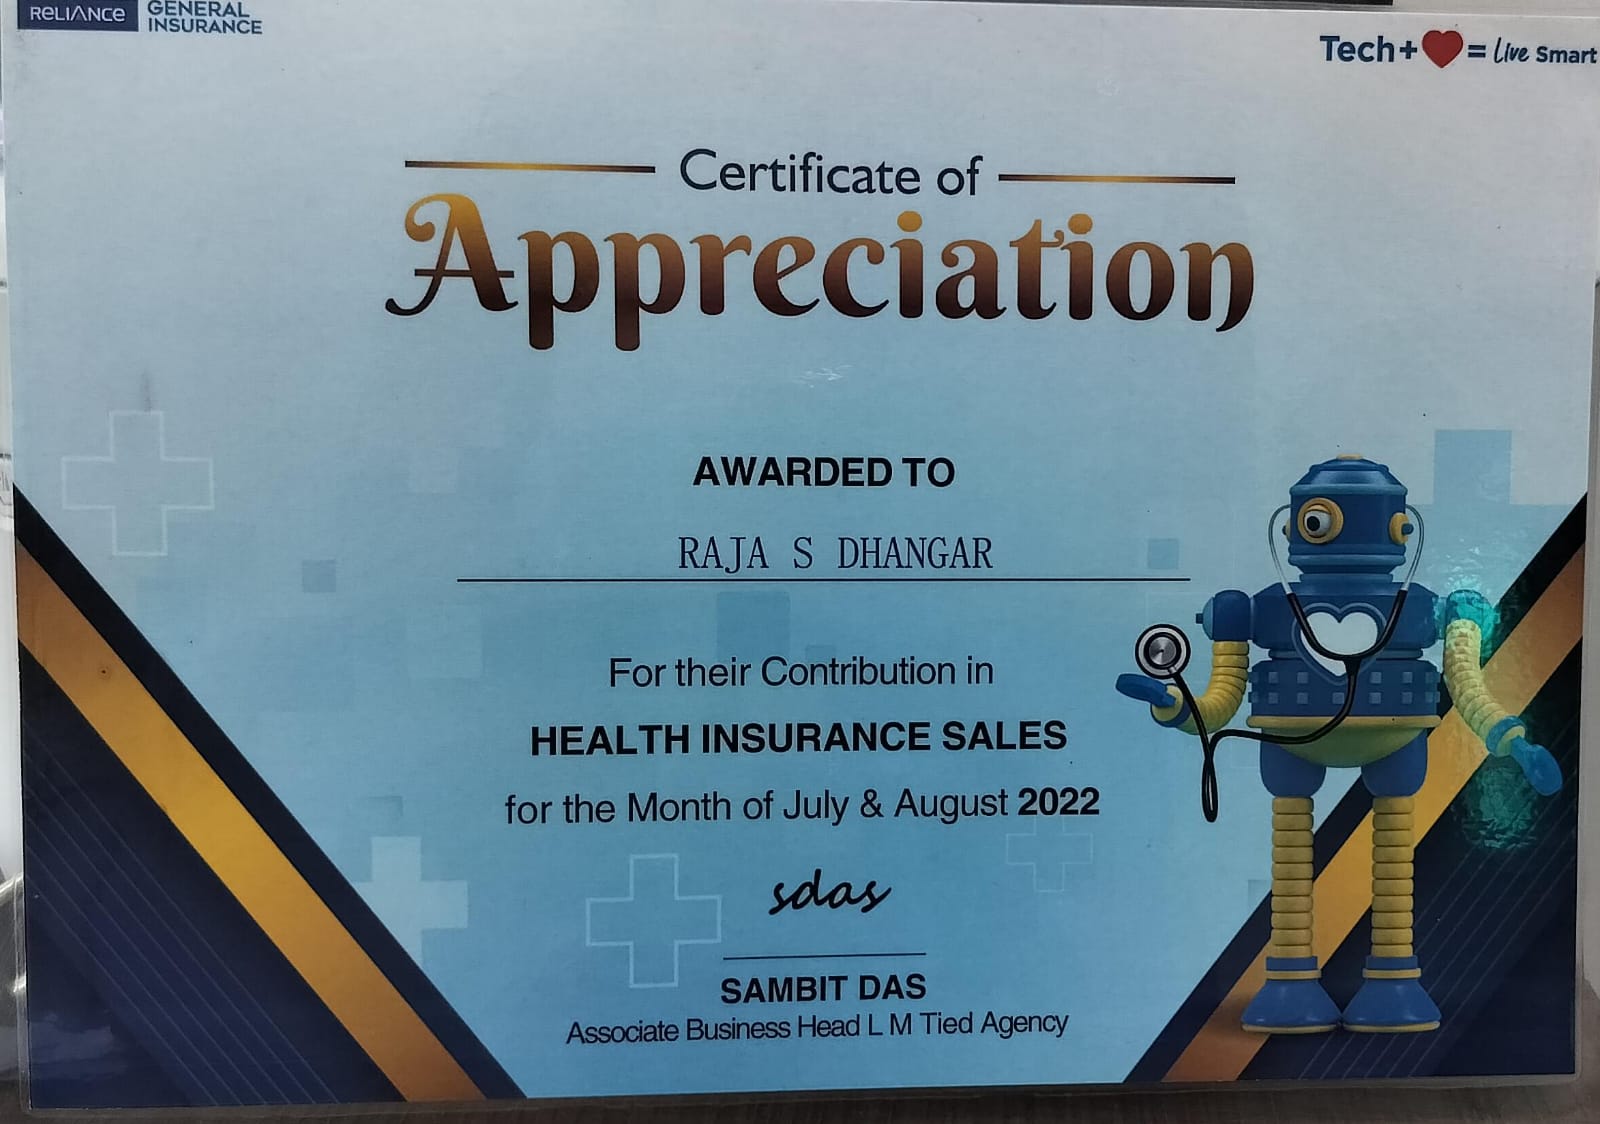 RELIANCE GENERAL INSURANCE
Tech+❤=Live Smart
Certificate of
Appreciation
AWARDED TO
RAJA S DHANGAR
For their Contribution in
HEALTH INSURANCE SALES
for the Month of July & August 2022
sdas
SAMBIT DAS
Associate Business Head L M Tied Agency